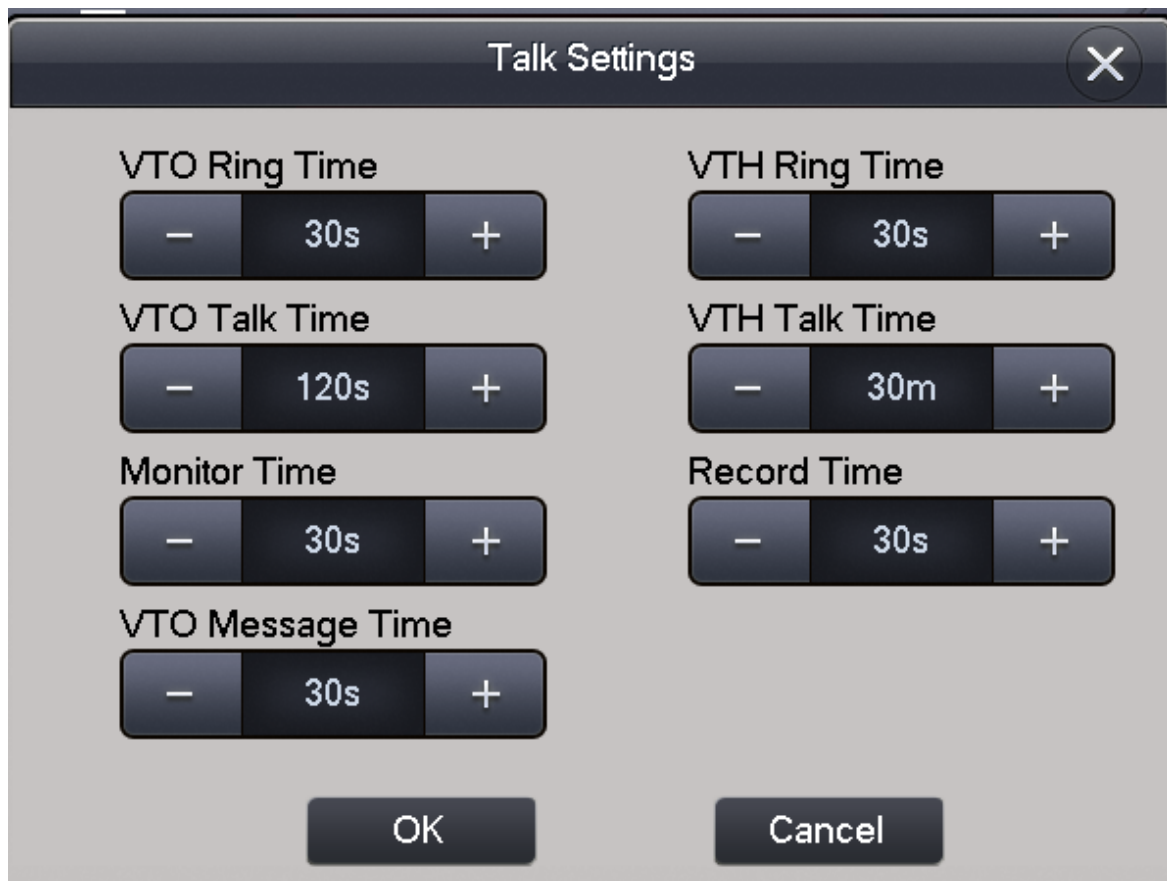 Talk Settings
VTO Ring Time
VTH Ring Time
− 30s +
− 30s +
VTO Talk Time
VTH Talk Time
− 120s +
− 30m +
Monitor Time
Record Time
− 30s +
− 30s +
VTO Message Time
− 30s +
OK
Cancel